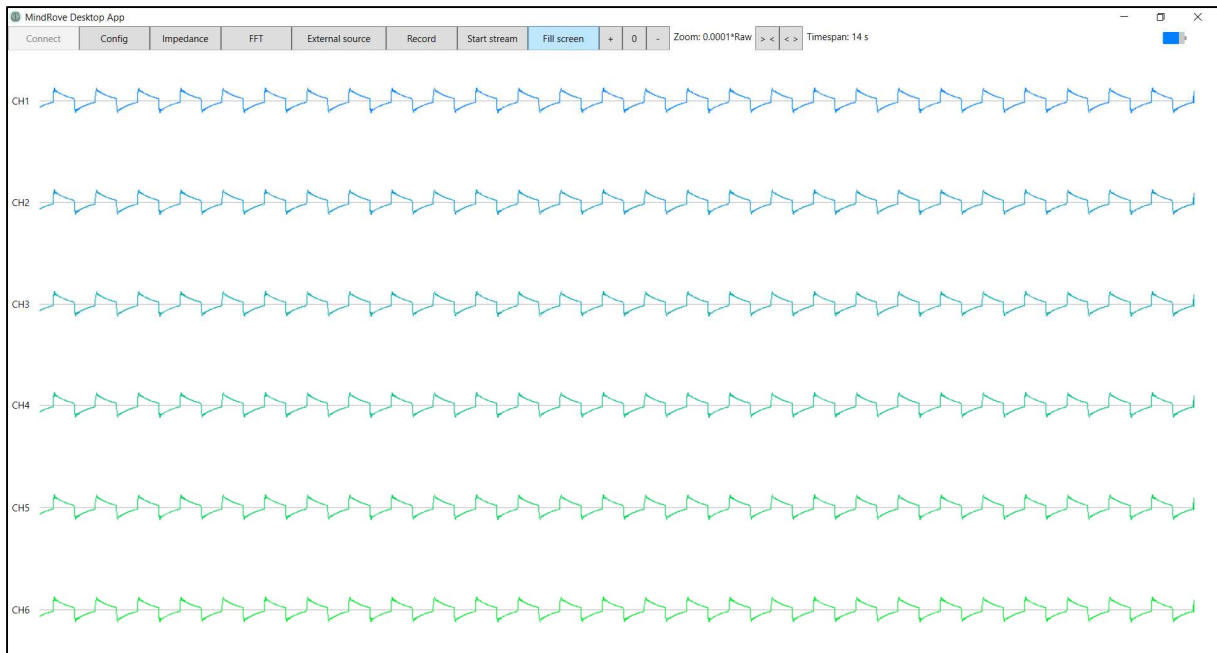 MindRove Desktop App
Connect Config Impedance FFT External source Record Start stream Fill screen + 0 - Zoom: 0.0001*Raw > < < > Timespan: 14 s
CH1
CH2
CH3
CH4
CH5
CH6